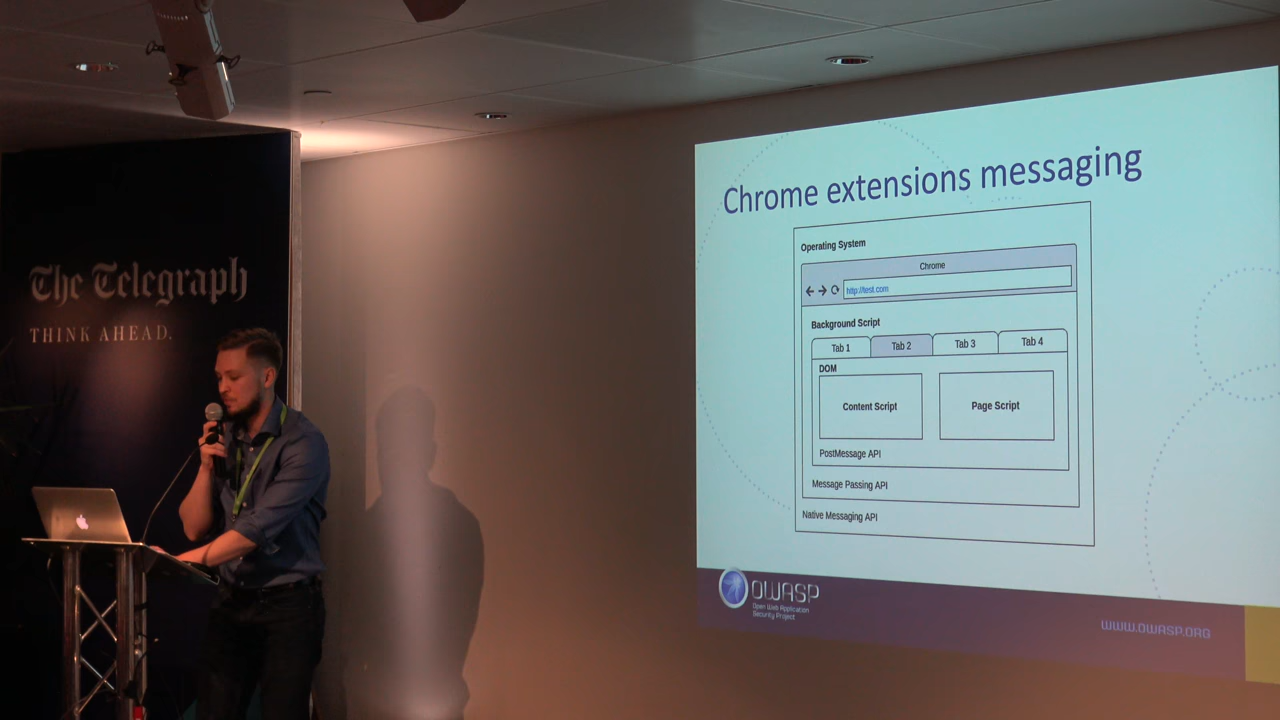 The Telegraph
THINK AHEAD.
Chrome extensions messaging
Operating System
Chrome
http://test.com
Background Script
Tab 1
Tab 2
Tab 3
Tab 4
DOM
Content Script
Page Script
PostMessage API
Message Passing API
Native Messaging API
OWASP
Open Web Application
Security Project
WWW.OWASP.ORG